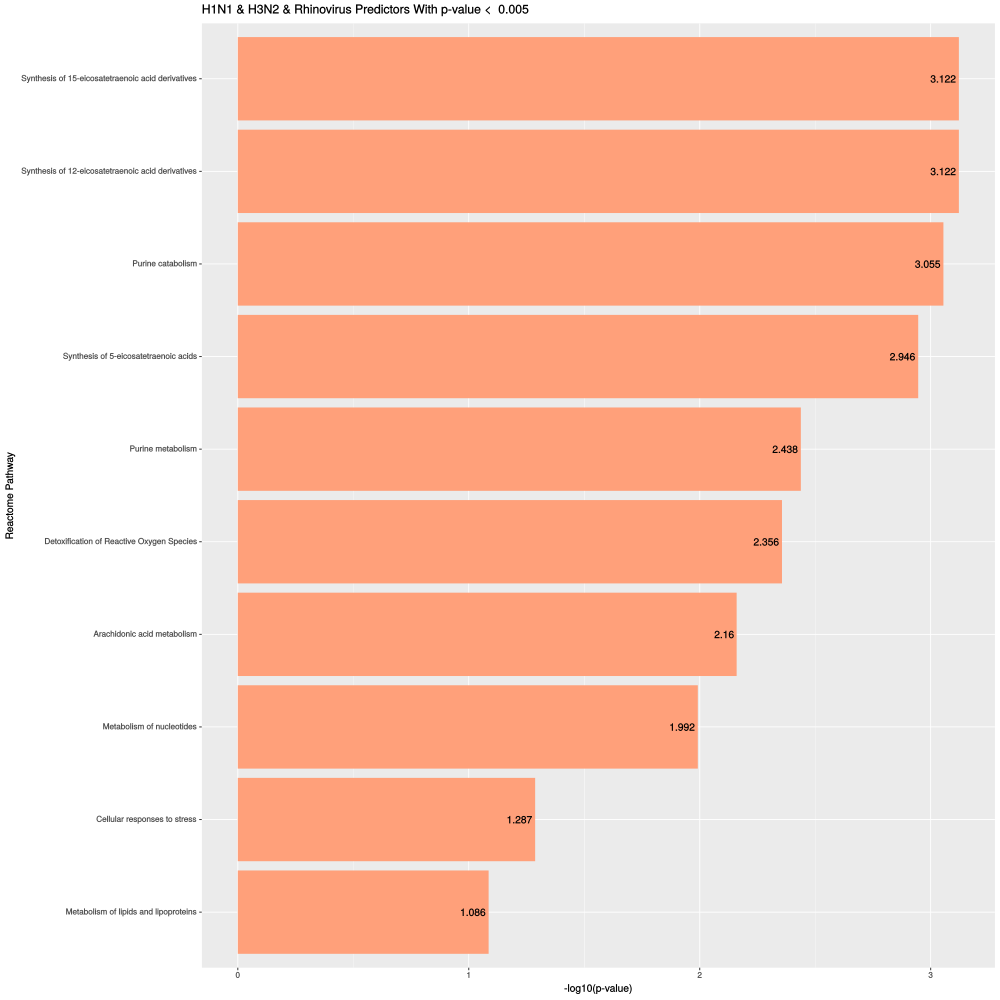 H1N1 & H3N2 & Rhinovirus Predictors With p-value < 0.005
Synthesis of 15-eicosatetraenoic acid derivatives
3.122
Synthesis of 12-eicosatetraenoic acid derivatives
3.122
Purine catabolism
3.055
Synthesis of 5-eicosatetraenoic acids
2.946
Purine metabolism
2.438
Detoxification of Reactive Oxygen Species
2.356
Arachidonic acid metabolism
2.16
Metabolism of nucleotides
1.992
Cellular responses to stress
1.287
Metabolism of lipids and lipoproteins
1.086
Reactome Pathway
0 1 2 3
-log10(p-value)